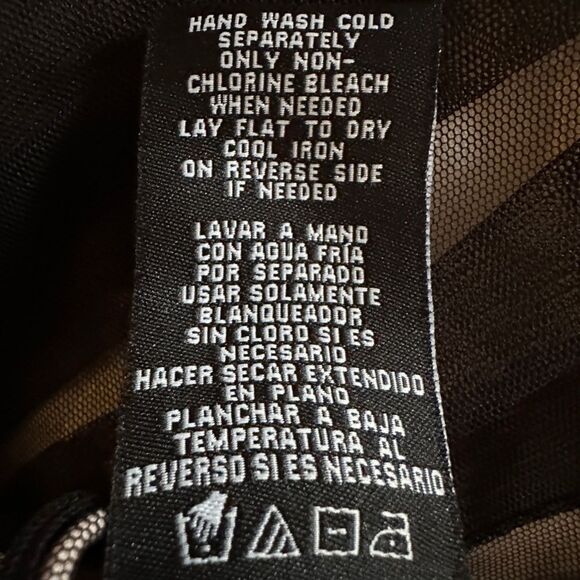 HAND WASH COLD
SEPARATELY
ONLY NON-
CHLORINE BLEACH
WHEN NEEDED
LAY FLAT TO DRY
COOL IRON
ON REVERSE SIDE
IF NEEDED
LAVAR A MANO
CON AGUA FRÍA
POR SEPARADO
USAR SOLAMENTE
BLANQUEADOR
SIN CLORO SI ES
NECESARIO
HACER SECAR EXTENDIDO
EN PLANO
PLANCHAR A BAJA
TEMPERATURA AL
REVERSO SI ES NECESARIO